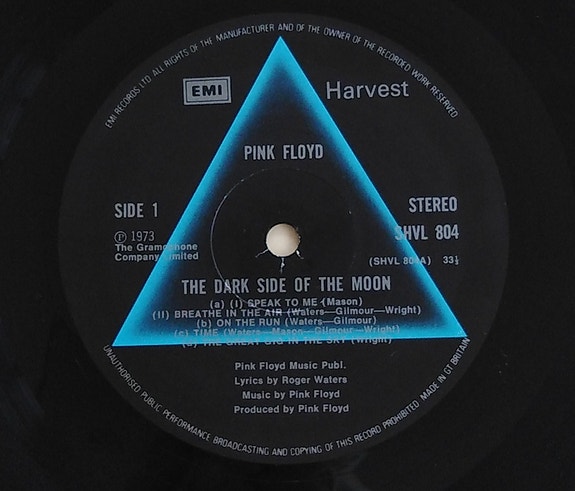 EMI RECORDS LTD ALL RIGHTS OF THE MANUFACTURER AND OF THE OWNER OF THE RECORDED WORK RESERVED
EMI
Harvest
PINK FLOYD
SIDE 1
STEREO
SHVL 804
℗ 1973
The Gramophone
Company Limited
(SHVL 804A) 33⅓
THE DARK SIDE OF THE MOON
(a) (I) SPEAK TO ME (Mason)
(II) BREATHE IN THE AIR (Waters—Gilmour—Wright)
(b) ON THE RUN (Waters—Gilmour)
(c) TIME (Waters—Mason—Gilmour—Wright)
(d) THE GREAT GIG IN THE SKY (Wright)
Pink Floyd Music Publ.
Lyrics by Roger Waters
Music by Pink Floyd
Produced by Pink Floyd
UNAUTHORISED PUBLIC PERFORMANCE BROADCASTING AND COPYING OF THIS RECORD PROHIBITED MADE IN GT BRITAIN